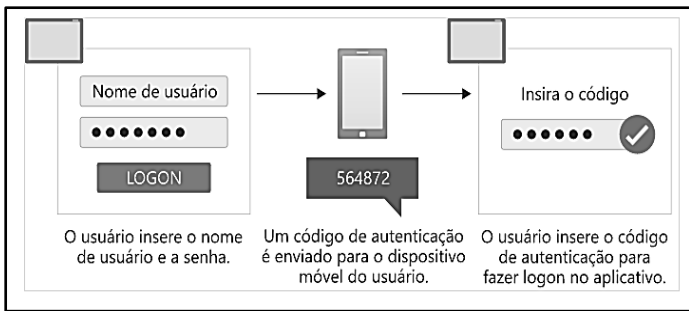 Nome de usuário
●●●●●●●
LOGON
564872
Insira o código
●●●●●●
O usuário insere o nome
de usuário e a senha.
Um código de autenticação
é enviado para o dispositivo
móvel do usuário.
O usuário insere o código
de autenticação para
fazer logon no aplicativo.